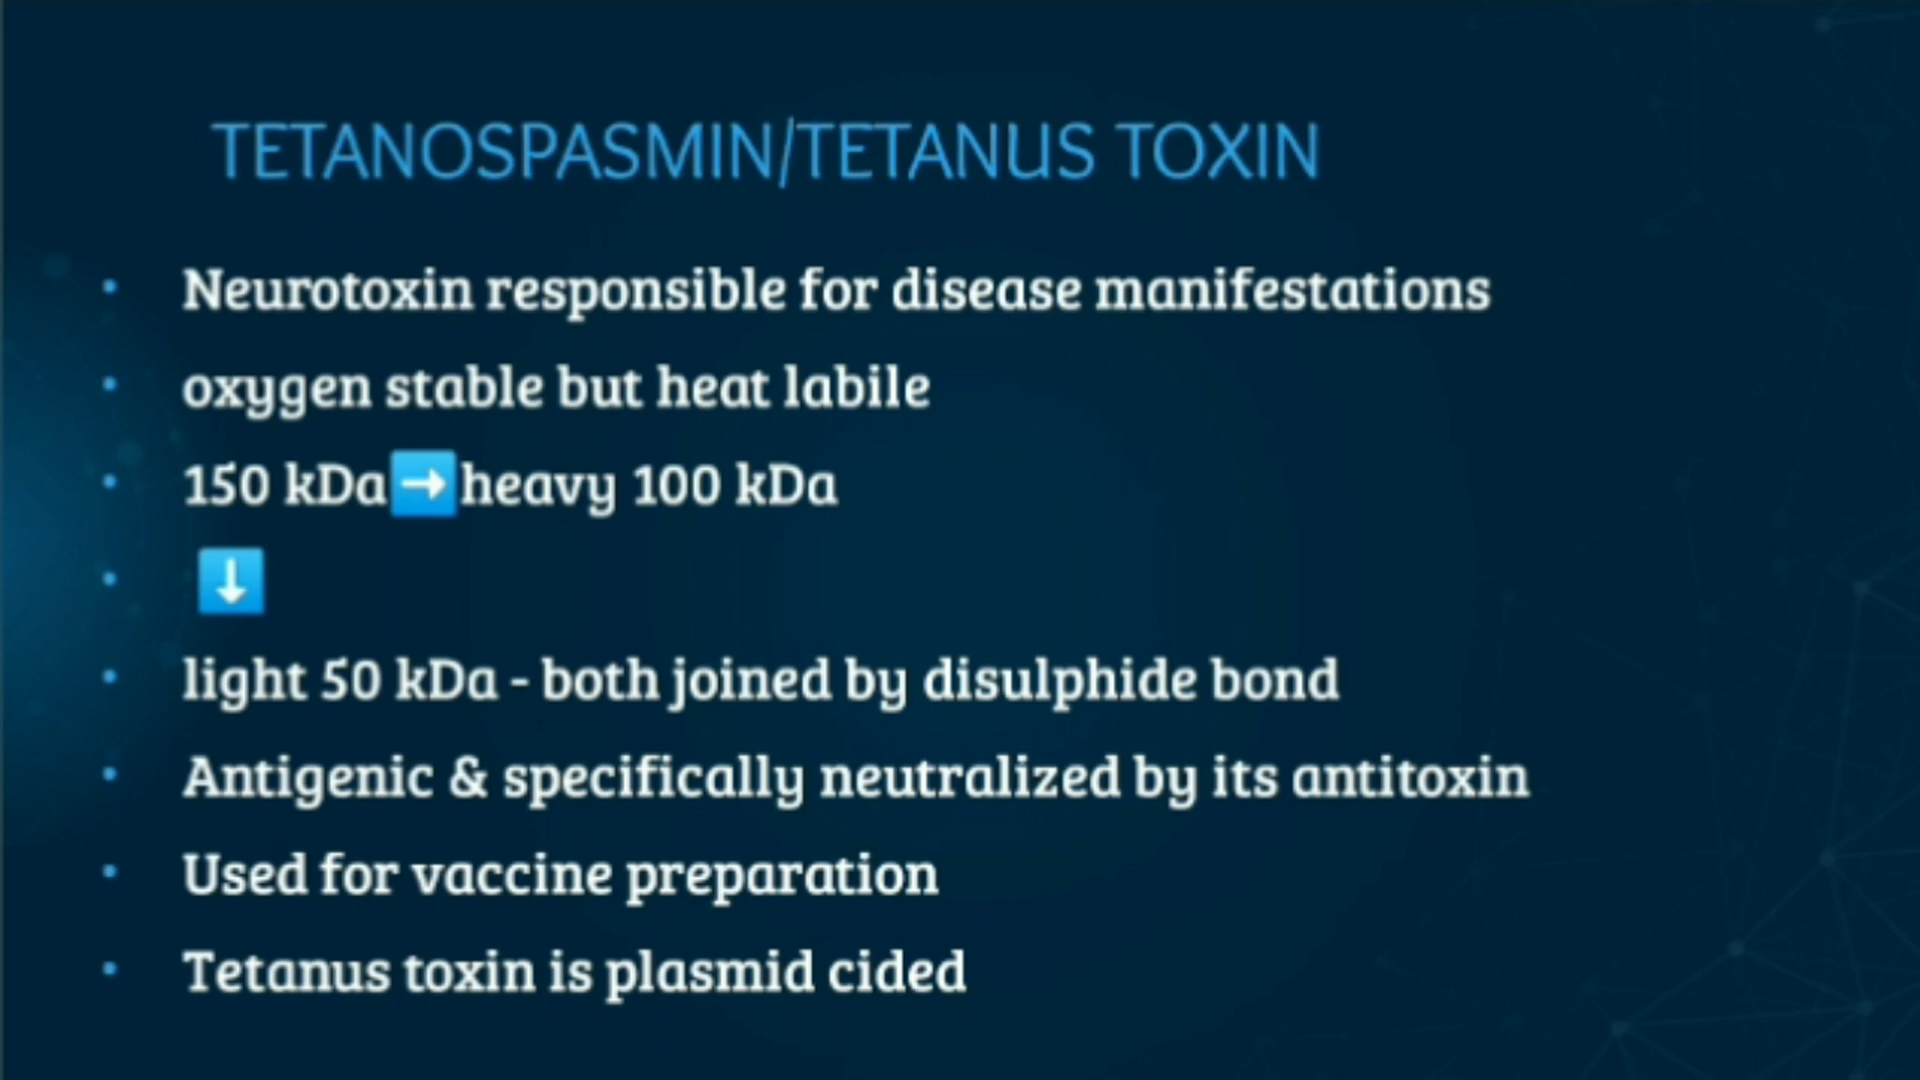 TETANOSPASMIN/TETANUS TOXIN
• Neurotoxin responsible for disease manifestations
• oxygen stable but heat labile
• 150 kDa➡️heavy 100 kDa
• ⬇️
• light 50 kDa - both joined by disulphide bond
• Antigenic & specifically neutralized by its antitoxin
• Used for vaccine preparation
• Tetanus toxin is plasmid cided